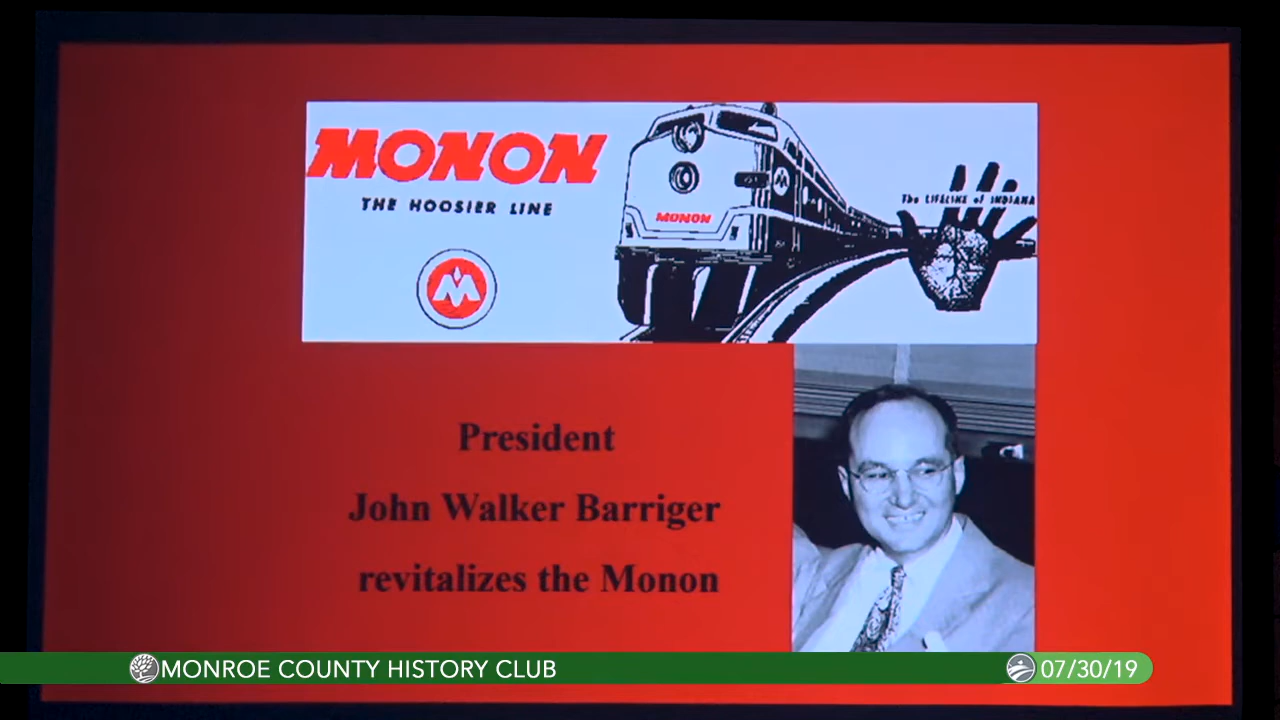 MONON
THE HOOSIER LINE
M
MONON
M
The LIFELINE of INDIANA
President
John Walker Barriger
revitalizes the Monon
MONROE COUNTY HISTORY CLUB
07/30/19